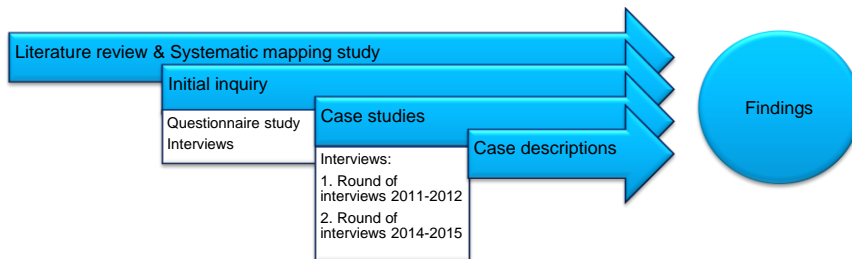 Literature review & Systematic mapping study
Initial inquiry
Questionnaire study
Interviews
Case studies
Interviews:
1. Round of
interviews 2011-2012
2. Round of
interviews 2014-2015
Case descriptions
Findings